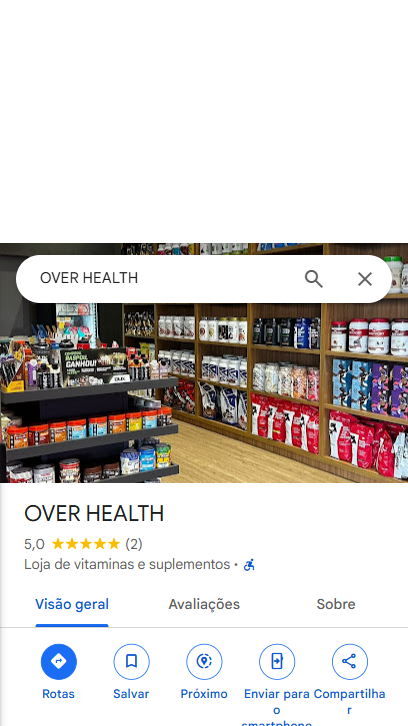 OVER HEALTH
GANHOU!
OVER HEALTH
5,0 (2)
Loja de vitaminas e suplementos ·
Visão geral
Avaliações
Sobre
Rotas
Salvar
Próximo
Enviar para o smartphone
Compartilhar